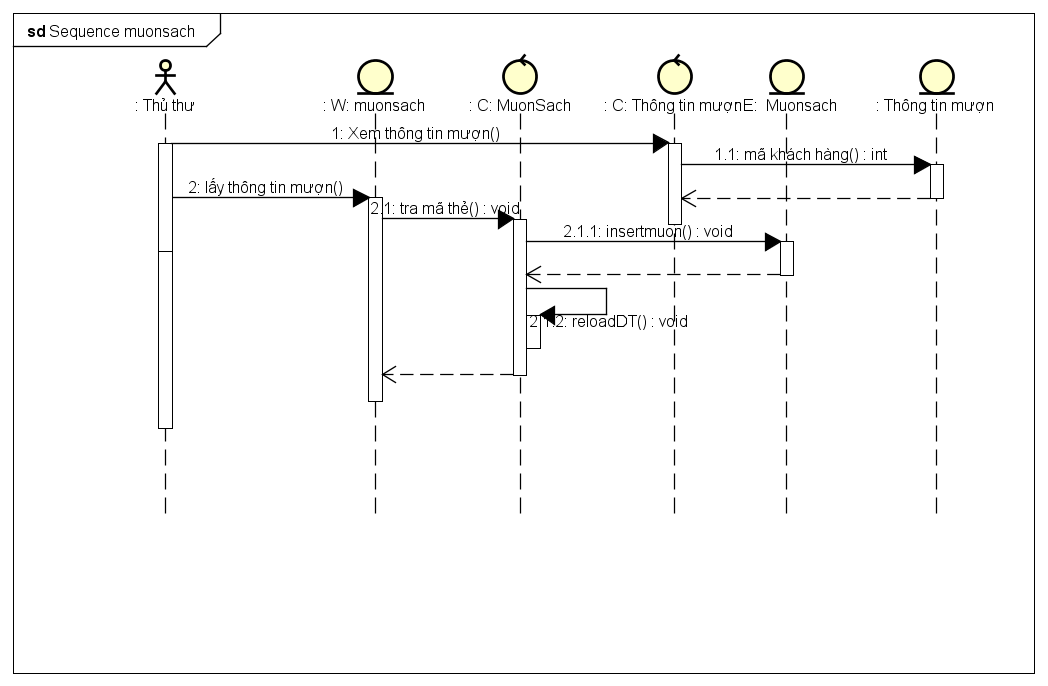 sd Sequence muonsach
: Thủ thư
: W: muonsach
: C: MuonSach
: C: Thông tin mượn
E: Muonsach
: Thông tin mượn
1: Xem thông tin mượn()
1.1: mã khách hàng() : int
2: lấy thông tin mượn()
2.1: tra mã thẻ() : void
2.1.1: insertmuon() : void
2.1.2: reloadDT() : void